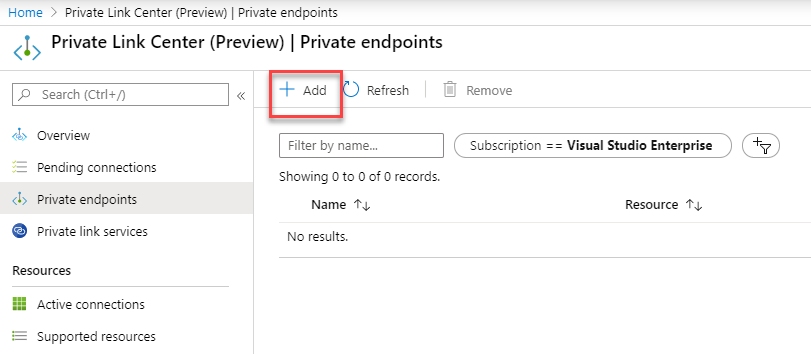 Home > Private Link Center (Preview) | Private endpoints
Private Link Center (Preview) | Private endpoints
Search (Ctrl+/) «
Overview
Pending connections
Private endpoints
Private link services
Resources
Active connections
Supported resources
+ Add Refresh Remove
Filter by name... Subscription == Visual Studio Enterprise
Showing 0 to 0 of 0 records.
Name ↑↓ Resource ↑↓
No results.